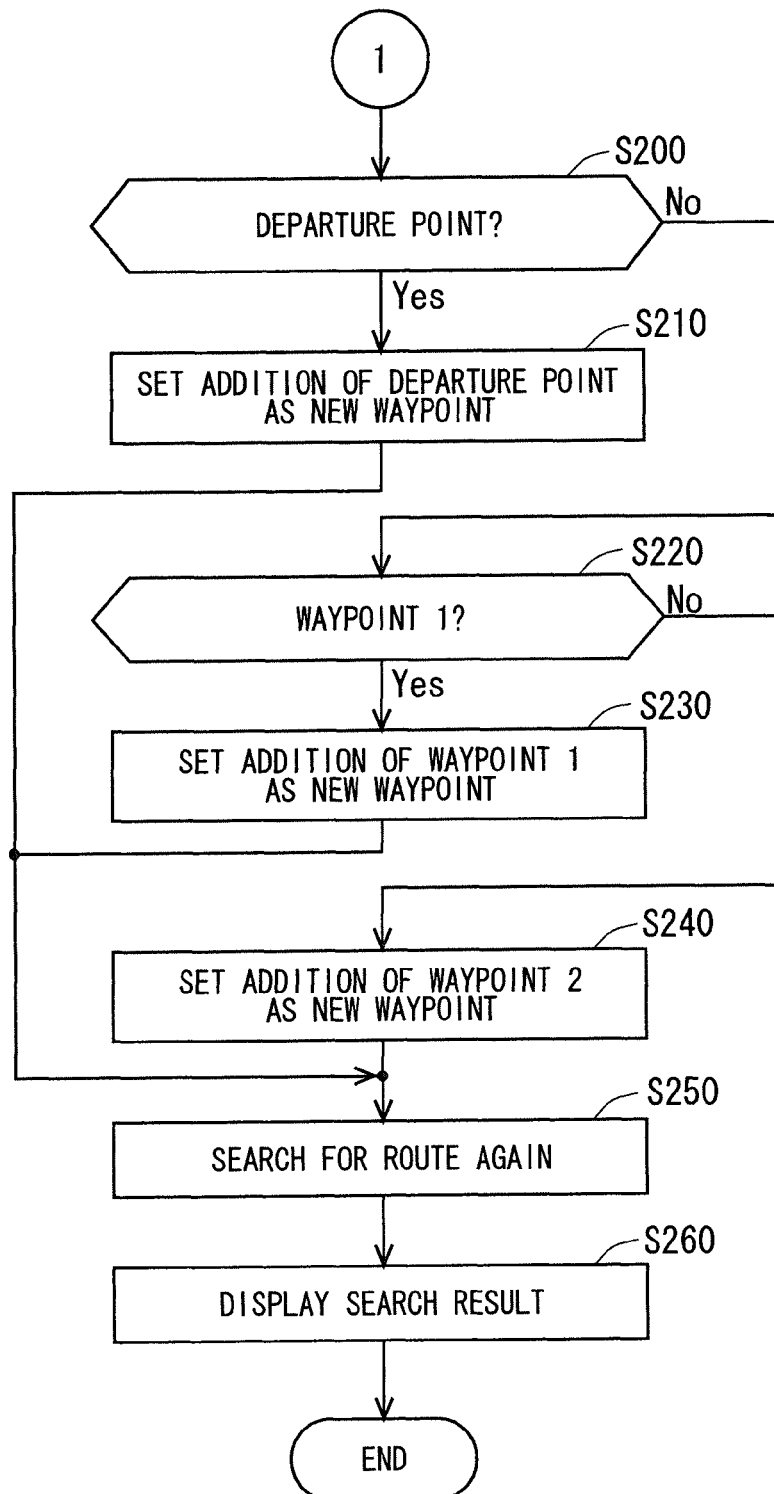 1
S200
DEPARTURE POINT?
No
Yes
S210
SET ADDITION OF DEPARTURE POINT
AS NEW WAYPOINT
S220
WAYPOINT 1?
No
Yes
S230
SET ADDITION OF WAYPOINT 1
AS NEW WAYPOINT
S240
SET ADDITION OF WAYPOINT 2
AS NEW WAYPOINT
S250
SEARCH FOR ROUTE AGAIN
S260
DISPLAY SEARCH RESULT
END